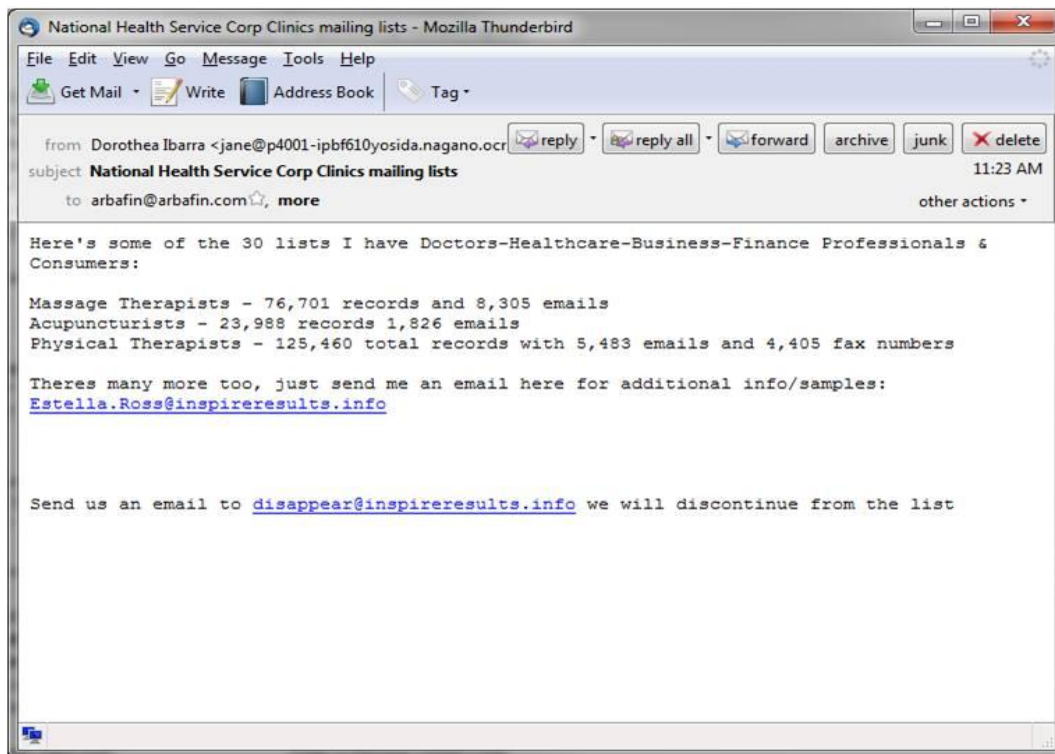 National Health Service Corp Clinics mailing lists - Mozilla Thunderbird
File Edit View Go Message Tools Help
Get Mail Write Address Book Tag
from Dorothea Ibarra <jane@p4001-ipbf610yosida.nagano.ocr reply reply all forward archive junk delete
subject National Health Service Corp Clinics mailing lists 11:23 AM
to arbafin@arbafin.com, more other actions
Here's some of the 30 lists I have Doctors-Healthcare-Business-Finance Professionals &
Consumers:
Massage Therapists - 76,701 records and 8,305 emails
Acupuncturists - 23,988 records 1,826 emails
Physical Therapists - 125,460 total records with 5,483 emails and 4,405 fax numbers
Theres many more too, just send me an email here for additional info/samples:
Estella.Ross@inspireresults.info
Send us an email to disappear@inspireresults.info we will discontinue from the list